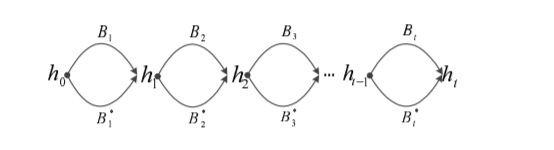 B₁ B₂ B₃ Bₜ
h₀ h₁ h₂ ... hₜ₋₁ hₜ
B₁* B₂* B₃* Bₜ*